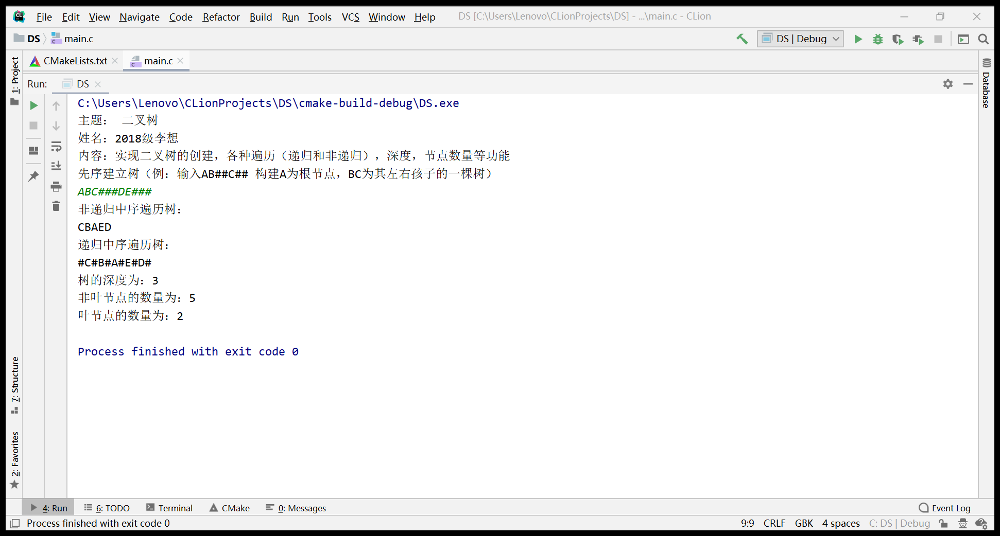 File Edit View Navigate Code Refactor Build Run Tools VCS Window Help DS [C:\Users\Lenovo\CLionProjects\DS] - ...\main.c - CLion
DS main.c DS | Debug
CMakeLists.txt main.c
1: Project
Database
Run: DS
C:\Users\Lenovo\CLionProjects\DS\cmake-build-debug\DS.exe
主题： 二叉树
姓名：2018级李想
内容：实现二叉树的创建，各种遍历（递归和非递归），深度，节点数量等功能
先序建立树（例：输入AB##C## 构建A为根节点，BC为其左右孩子的一棵树）
ABC###DE###
非递归中序遍历树：
CBAED
递归中序遍历树：
#C#B#A#E#D#
树的深度为：3
非叶节点的数量为：5
叶节点的数量为：2
Process finished with exit code 0
7: Structure
2: Favorites
4: Run 6: TODO Terminal CMake 0: Messages Event Log
Process finished with exit code 0 9:9 CRLF GBK 4 spaces C: DS | Debug